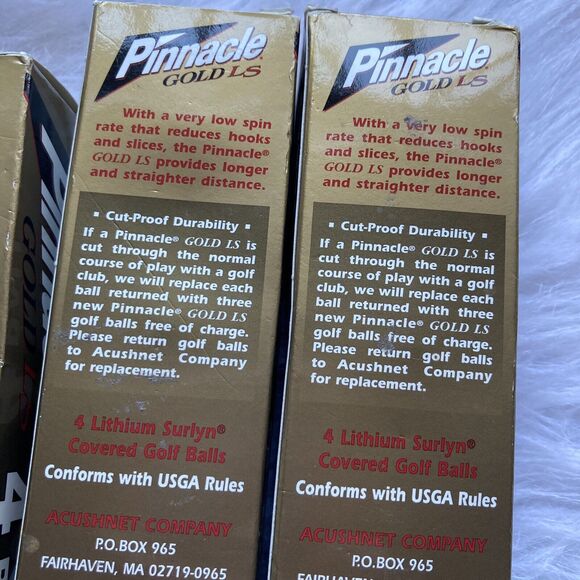 Pinnacle
GOLD LS
With a very low spin
rate that reduces hooks
and slices, the Pinnacle®
GOLD LS provides longer
and straighter distance.
▪ Cut-Proof Durability ▪
If a Pinnacle® GOLD LS is
cut through the normal
course of play with a golf
club, we will replace each
ball returned with three
new Pinnacle® GOLD LS
golf balls free of charge.
Please return golf balls
to Acushnet Company
for replacement.
4 Lithium Surlyn®
Covered Golf Balls
Conforms with USGA Rules
ACUSHNET COMPANY
P.O.BOX 965
FAIRHAVEN, MA 02719-0965
Pinnacle
GOLD LS
With a very low spin
rate that reduces hooks
and slices, the Pinnacle®
GOLD LS provides longer
and straighter distance.
▪ Cut-Proof Durability ▪
If a Pinnacle® GOLD LS is
cut through the normal
course of play with a golf
club, we will replace each
ball returned with three
new Pinnacle® GOLD LS
golf balls free of charge.
Please return golf balls
to Acushnet Company
for replacement.
4 Lithium Surlyn®
Covered Golf Balls
Conforms with USGA Rules
ACUSHNET COMPANY
P.O.BOX 965
GOLD LS
4